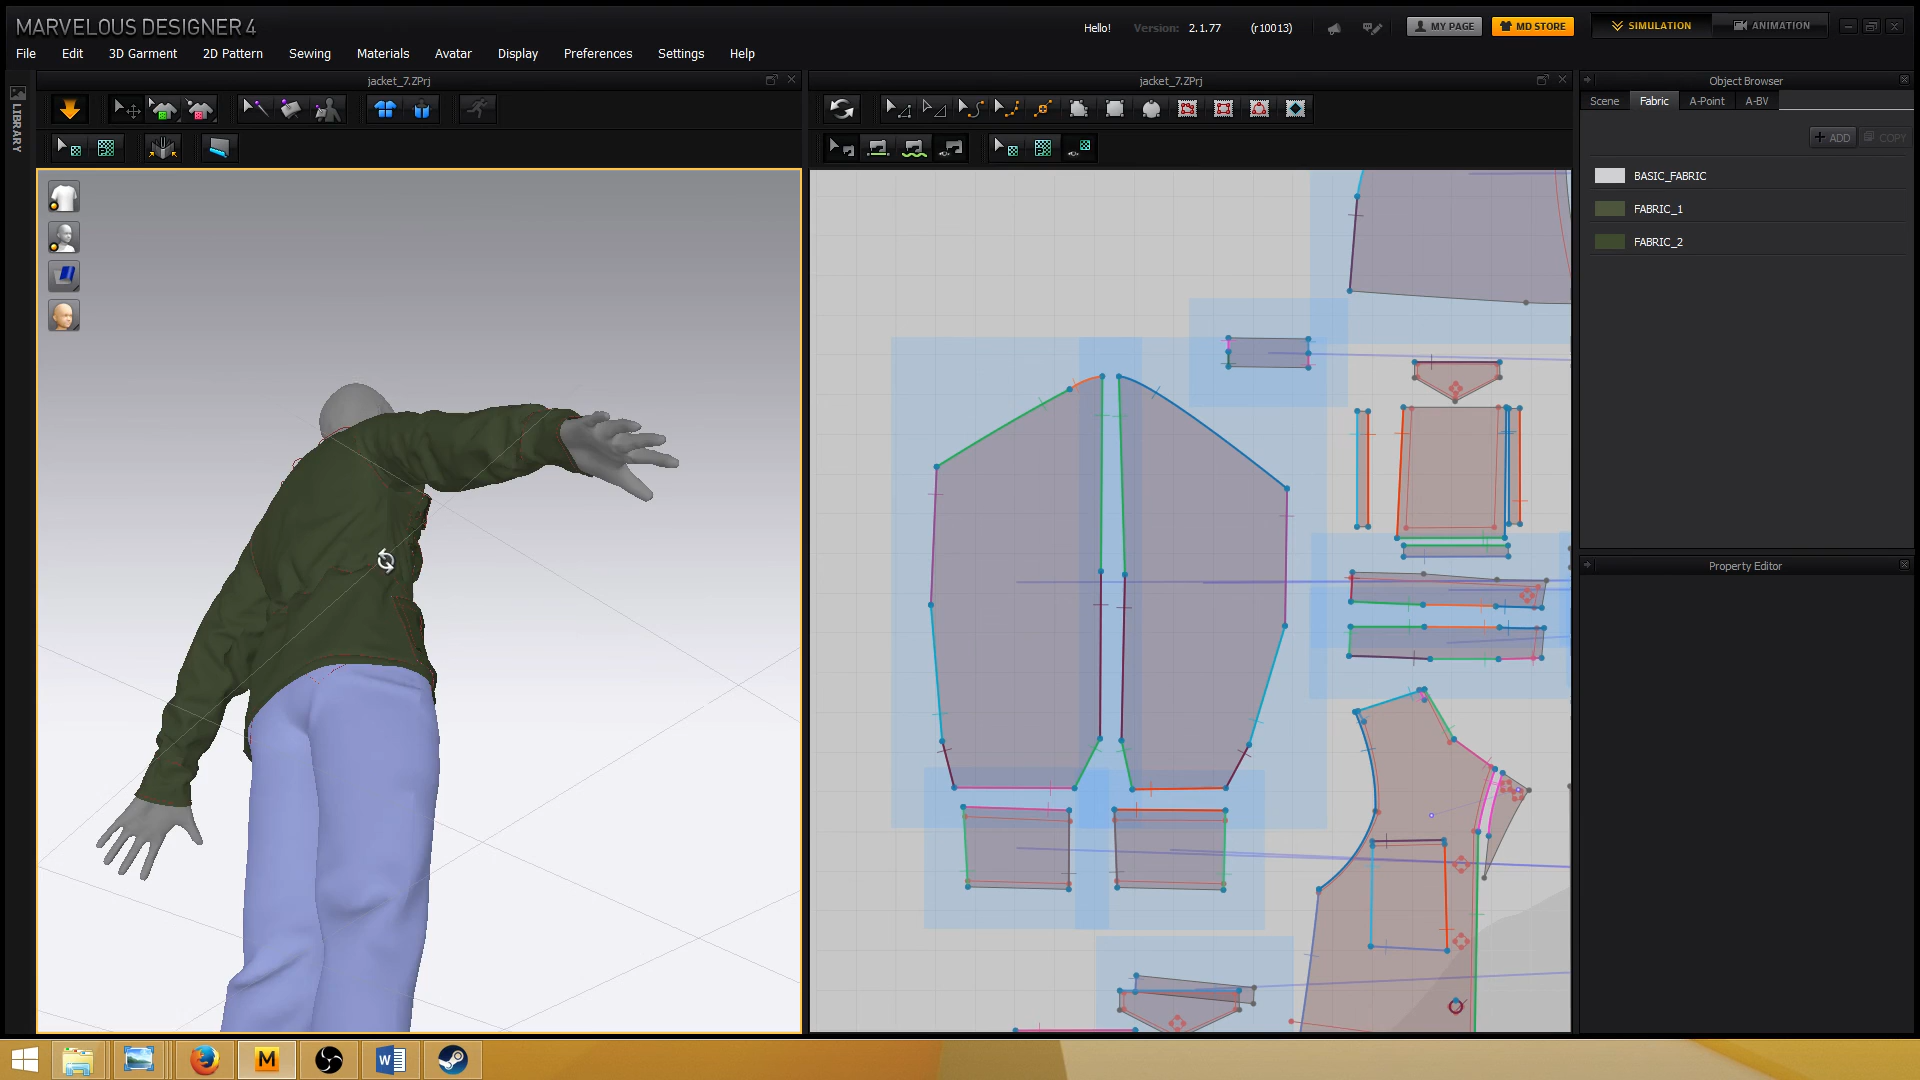 MARVELOUS DESIGNER 4
Hello!
Version: 2.1.77 (r10013)
MY PAGE
MD STORE
SIMULATION
ANIMATION
File Edit 3D Garment 2D Pattern Sewing Materials Avatar Display Preferences Settings Help
jacket_7.ZPrj
jacket_7.ZPrj
Object Browser
LIBRARY
Scene Fabric A-Point A-BV
+ ADD COPY
BASIC_FABRIC
FABRIC_1
FABRIC_2
Property Editor
M
W